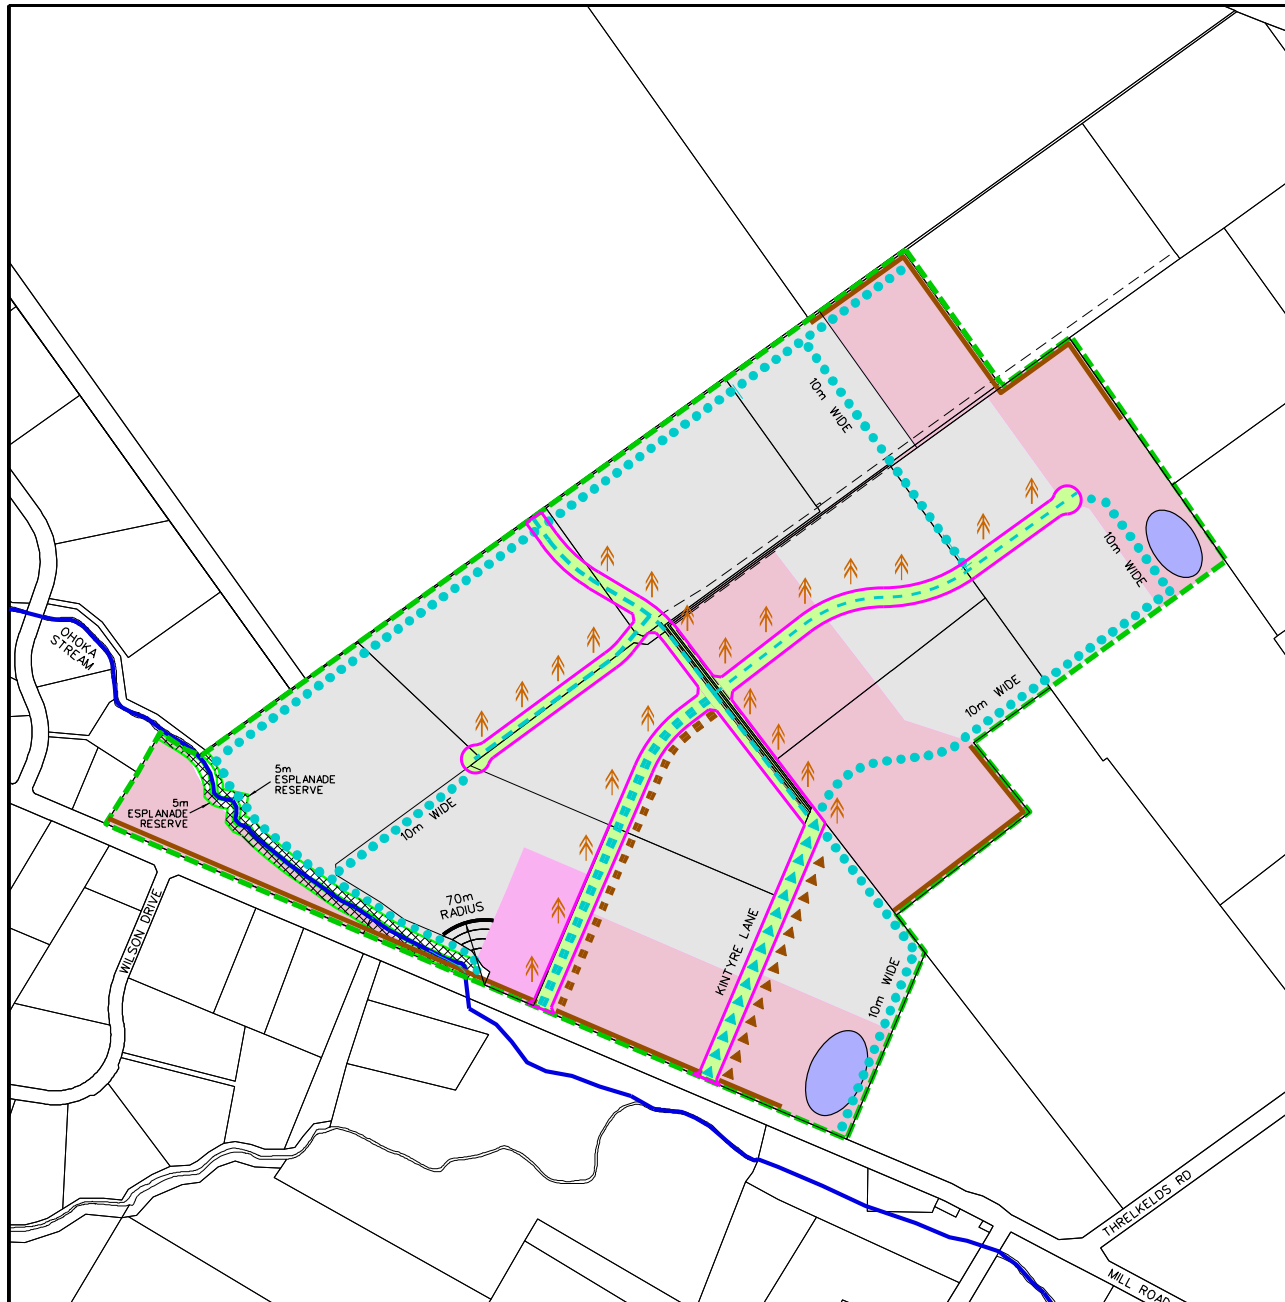 10m WIDE
10m WIDE
OHOKA
STREAM
10m WIDE
5m
ESPLANADE
RESERVE
5m
ESPLANADE
RESERVE
10m WIDE
70m
RADIUS
WILSON DRIVE
KINTYRE LANE
10m WIDE
THRELKELDS RD
MILL ROAD